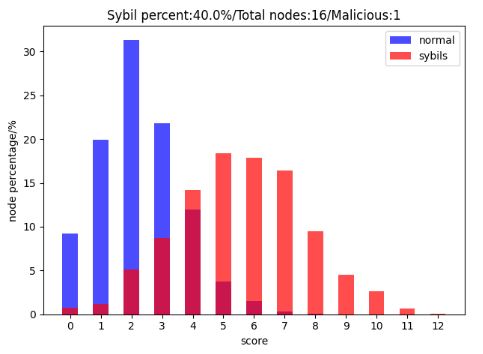 Sybil percent:40.0%/Total nodes:16/Malicious:1
normal
sybils
node percentage/%
30
25
20
15
10
5
0
0 1 2 3 4 5 6 7 8 9 10 11 12
score